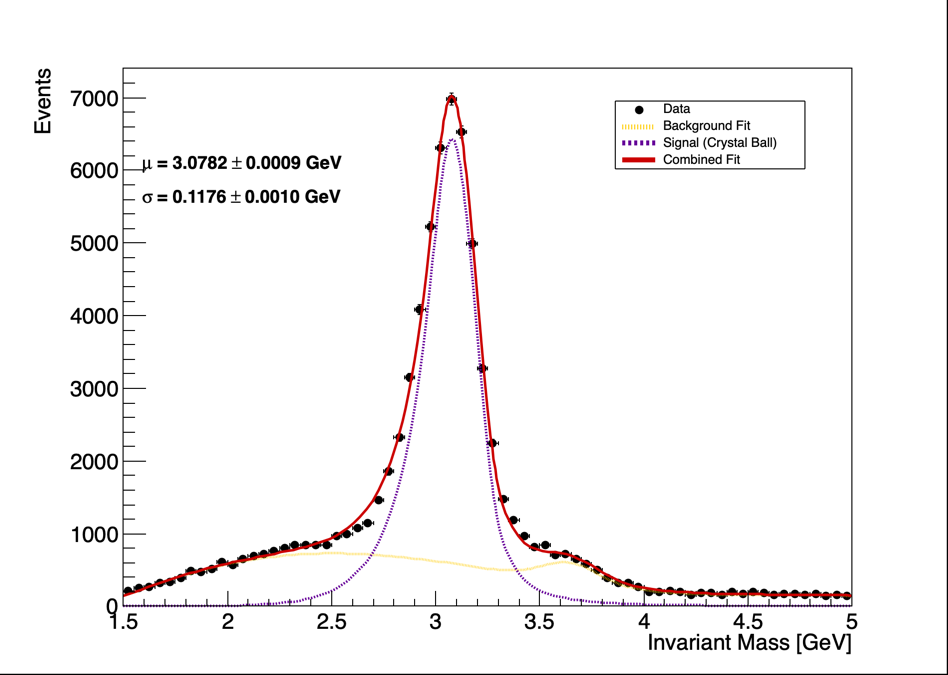 Events
7000
6000
5000
4000
3000
2000
1000
0
μ = 3.0782 ± 0.0009 GeV
σ = 0.1176 ± 0.0010 GeV
Data
Background Fit
Signal (Crystal Ball)
Combined Fit
1.5 2 2.5 3 3.5 4 4.5 5
Invariant Mass [GeV]